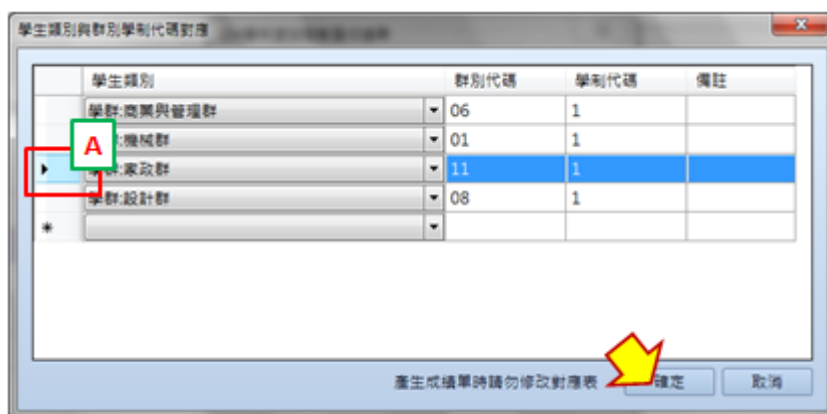 學生類別與群別學制代碼對應
學生類別 群別代碼 學制代碼 備註
學群:商業與管理群 06 1
A :機械群 01 1
學群:家政群 11 1
學群:設計群 08 1
*
產生成績單時請勿修改對應表 確定 取消